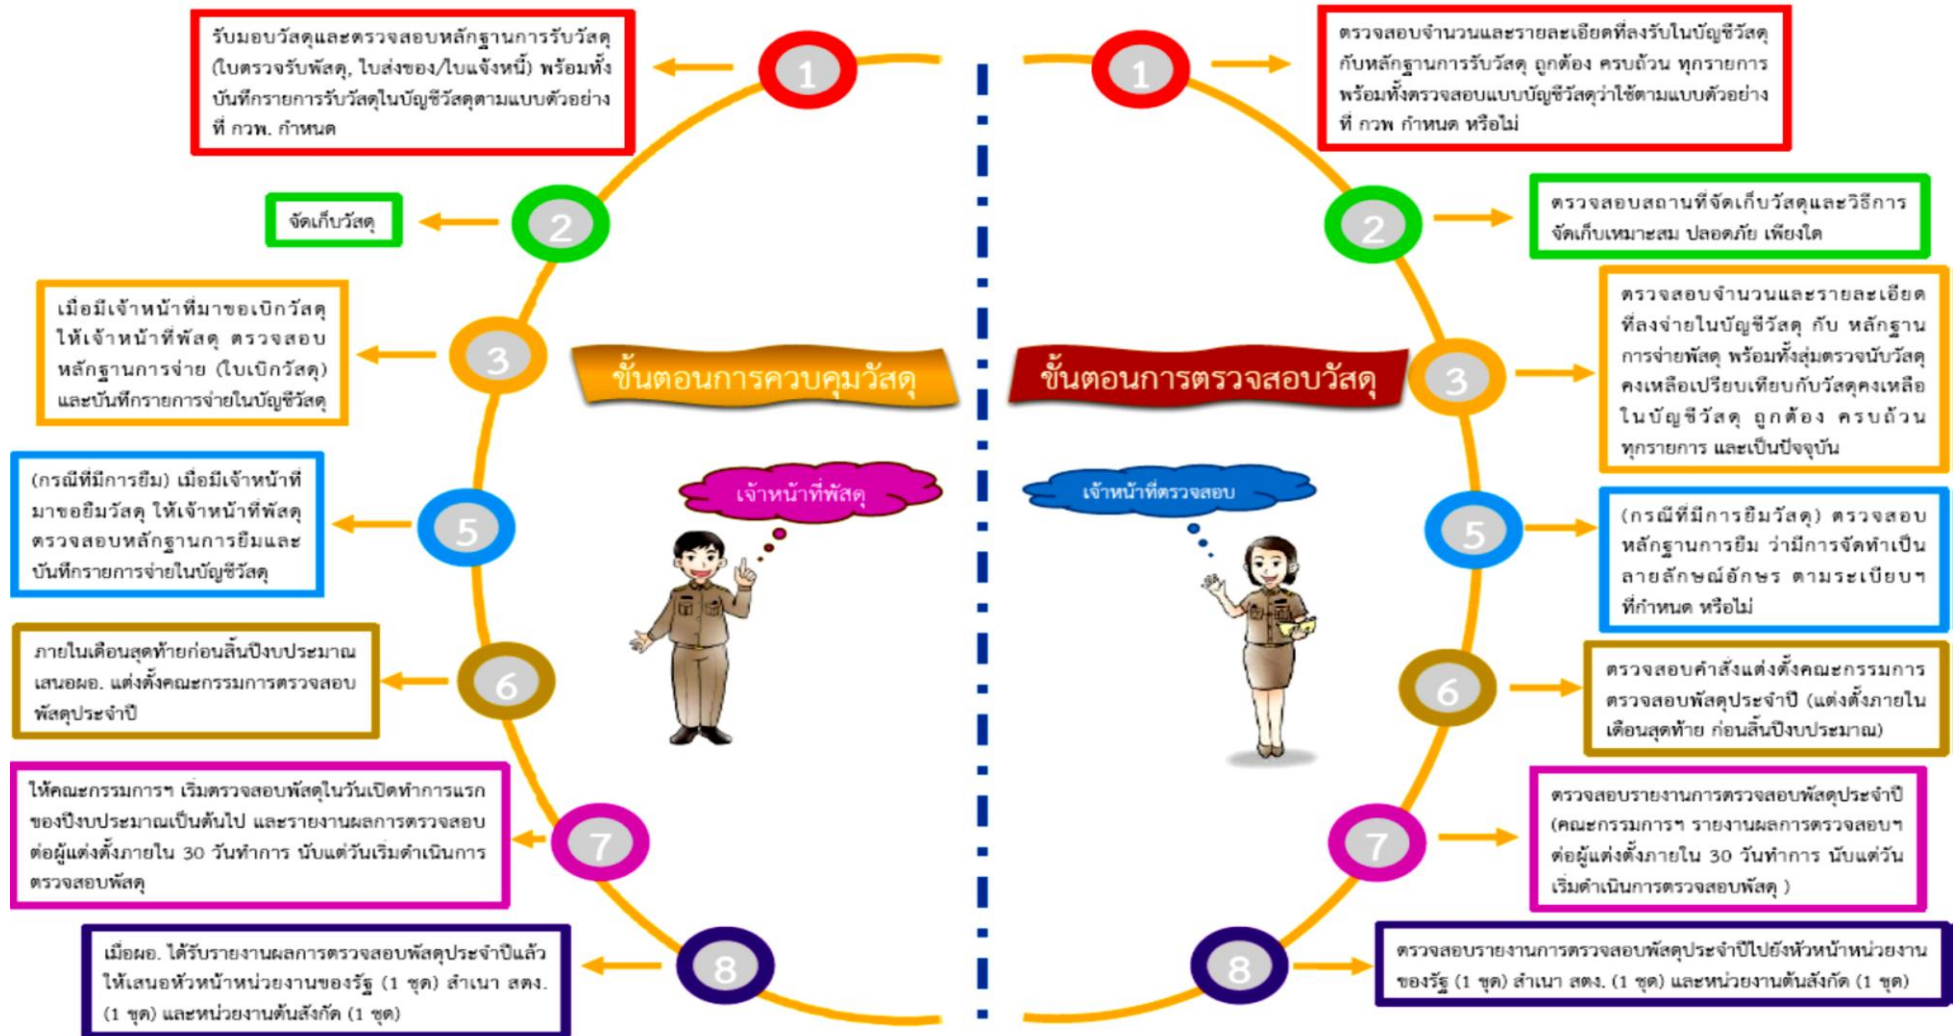 1
รับมอบวัสดุและตรวจสอบหลักฐานการรับวัสดุ
(ใบตรวจรับพัสดุ, ใบส่งของ/ใบแจ้งหนี้) พร้อมทั้ง
บันทึกรายการรับวัสดุในบัญชีวัสดุตามแบบตัวอย่าง
ที่ กวพ. กำหนด
2
จัดเก็บวัสดุ
3
เมื่อมีเจ้าหน้าที่มาขอเบิกวัสดุ
ให้เจ้าหน้าที่พัสดุ ตรวจสอบ
หลักฐานการจ่าย (ใบเบิกวัสดุ)
และบันทึกรายการจ่ายในบัญชีวัสดุ
ขั้นตอนการควบคุมวัสดุ
เจ้าหน้าที่พัสดุ
5
(กรณีที่มีการยืม) เมื่อมีเจ้าหน้าที่
มาขอยืมวัสดุ ให้เจ้าหน้าที่พัสดุ
ตรวจสอบหลักฐานการยืมและ
บันทึกรายการจ่ายในบัญชีวัสดุ
6
ภายในเดือนสุดท้ายก่อนสิ้นปีงบประมาณ
เสนอผอ. แต่งตั้งคณะกรรมการตรวจสอบ
พัสดุประจำปี
7
ให้คณะกรรมการฯ เริ่มตรวจสอบพัสดุในวันเปิดทำการแรก
ของปีงบประมาณเป็นต้นไป และรายงานผลการตรวจสอบ
ต่อผู้แต่งตั้งภายใน 30 วันทำการ นับแต่วันเริ่มดำเนินการ
ตรวจสอบพัสดุ
8
เมื่อผอ. ได้รับรายงานผลการตรวจสอบพัสดุประจำปีแล้ว
ให้เสนอหัวหน้าหน่วยงานของรัฐ (1 ชุด) สำเนา สตง.
(1 ชุด) และหน่วยงานต้นสังกัด (1 ชุด)
1
ตรวจสอบจำนวนและรายละเอียดที่ลงรับในบัญชีวัสดุ
กับหลักฐานการรับวัสดุ ถูกต้อง ครบถ้วน ทุกรายการ
พร้อมทั้งตรวจสอบแบบบัญชีวัสดุว่าใช้ตามแบบตัวอย่าง
ที่ กวพ กำหนด หรือไม่
2
ตรวจสอบสถานที่จัดเก็บวัสดุและวิธีการ
จัดเก็บเหมาะสม ปลอดภัย เพียงใด
ขั้นตอนการตรวจสอบวัสดุ
3
ตรวจสอบจำนวนและรายละเอียด
ที่ลงจ่ายในบัญชีวัสดุ กับ หลักฐาน
การจ่ายพัสดุ พร้อมทั้งสุ่มตรวจนับวัสดุ
คงเหลือเปรียบเทียบกับวัสดุคงเหลือ
ในบัญชีวัสดุ ถูกต้อง ครบถ้วน
ทุกรายการ และเป็นปัจจุบัน
เจ้าหน้าที่ตรวจสอบ
5
(กรณีที่มีการยืมวัสดุ) ตรวจสอบ
หลักฐานการยืม ว่ามีการจัดทำเป็น
ลายลักษณ์อักษร ตามระเบียบฯ
ที่กำหนด หรือไม่
6
ตรวจสอบคำสั่งแต่งตั้งคณะกรรมการ
ตรวจสอบพัสดุประจำปี (แต่งตั้งภายใน
เดือนสุดท้าย ก่อนสิ้นปีงบประมาณ)
7
ตรวจสอบรายงานการตรวจสอบพัสดุประจำปี
(คณะกรรมการฯ รายงานผลการตรวจสอบฯ
ต่อผู้แต่งตั้งภายใน 30 วันทำการ นับแต่วัน
เริ่มดำเนินการตรวจสอบพัสดุ )
8
ตรวจสอบรายงานการตรวจสอบพัสดุประจำปีไปยังหัวหน้าหน่วยงาน
ของรัฐ (1 ชุด) สำเนา สตง. (1 ชุด) และหน่วยงานต้นสังกัด (1 ชุด)